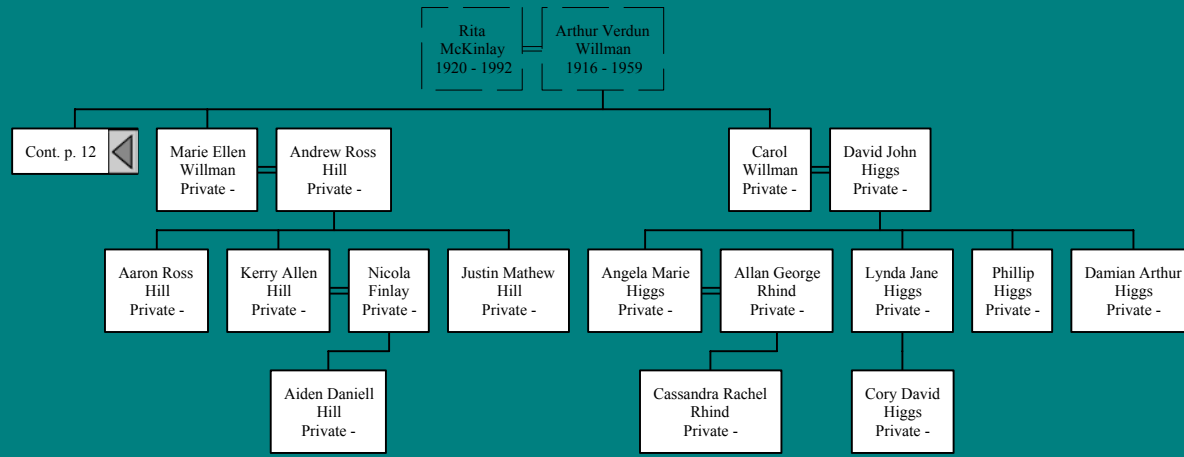 Rita
McKinlay
1920 - 1992
Arthur Verdun
Willman
1916 - 1959
Cont. p. 12
Marie Ellen
Willman
Private -
Andrew Ross
Hill
Private -
Carol
Willman
Private -
David John
Higgs
Private -
Aaron Ross
Hill
Private -
Kerry Allen
Hill
Private -
Nicola
Finlay
Private -
Justin Mathew
Hill
Private -
Angela Marie
Higgs
Private -
Allan George
Rhind
Private -
Lynda Jane
Higgs
Private -
Phillip
Higgs
Private -
Damian Arthur
Higgs
Private -
Aiden Daniell
Hill
Private -
Cassandra Rachel
Rhind
Private -
Cory David
Higgs
Private -